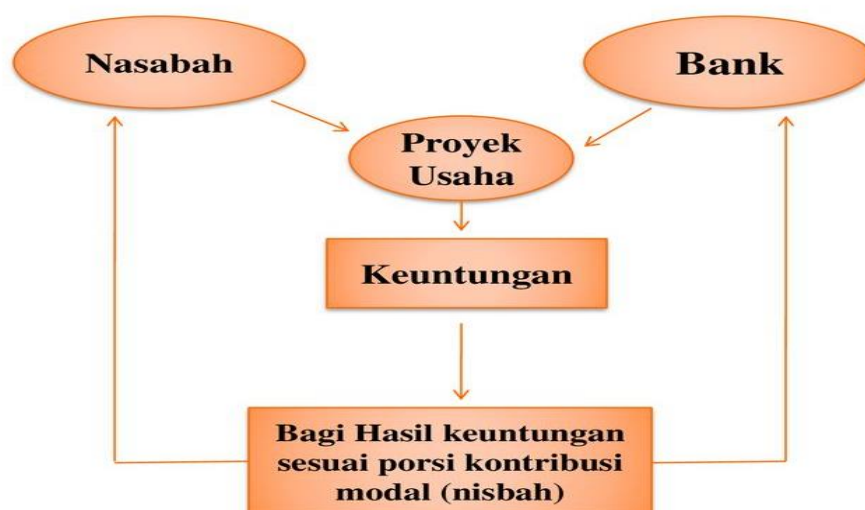 Nasabah
Bank
Proyek
Usaha
Keuntungan
Bagi Hasil keuntungan
sesuai porsi kontribusi
modal (nisbah)